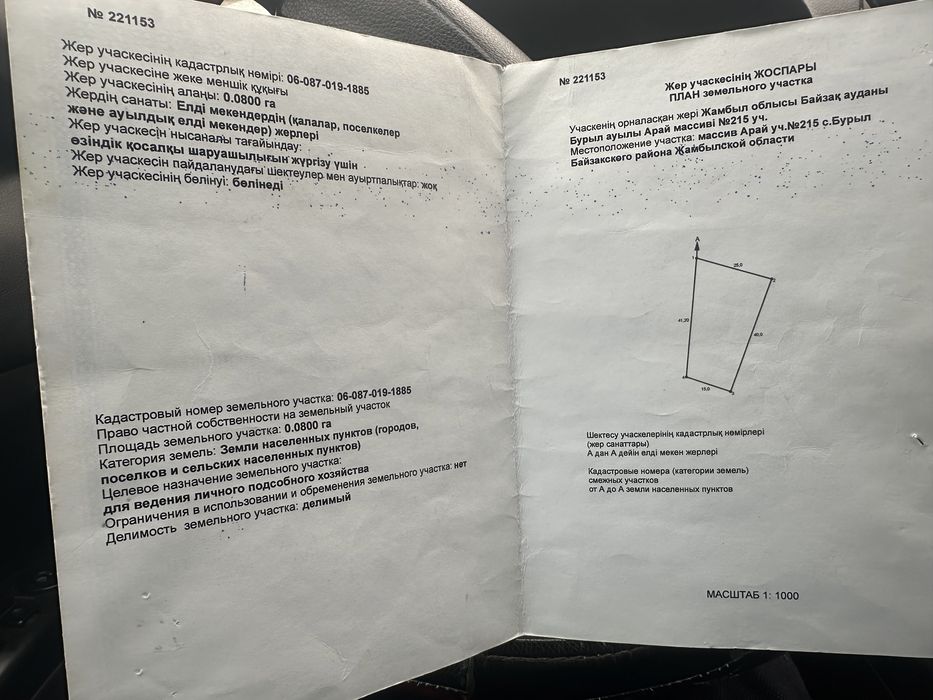 № 221153
Жер учаскесінің кадастрлық нөмірі: 06-087-019-1885
Жер учаскесіне жеке меншік құқығы
Жер учаскесінің алаңы: 0.0800 га
Жердің санаты: Елді мекендердің (қалалар, поселкелер
және ауылдық елді мекендер) жерлері
Жер учаскесін нысаналы тағайындау:
өзіндік қосалқы шаруашылығын жүргізу үшін
Жер учаскесін пайдаланудағы шектеулер мен ауыртпалықтар: жоқ
Жер учаскесінің бөлінуі: бөлінеді
Кадастровый номер земельного участка: 06-087-019-1885
Право частной собственности на земельный участок
Площадь земельного участка: 0.0800 га
Категория земель: Земли населенных пунктов (городов,
поселков и сельских населенных пунктов)
Целевое назначение земельного участка:
для ведения личного подсобного хозяйства
Ограничения в использовании и обременения земельного участка: нет
Делимость земельного участка: делимый
№ 221153
Жер учаскесінің ЖОСПАРЫ
ПЛАН земельного участка
Учаскенің орналасқан жері Жамбыл облысы Байзақ ауданы
Бурыл ауылы Арай массиві №215 уч.
Местоположение участка: массив Арай уч.№215 с.Бурыл
Байзакского района Жамбылской области
А
1
25,0
2
41,20
40,0
15,0
3
Шектесу учаскелерінің кадастрлық нөмірлері
(жер санаттары)
А дан А дейін елді мекен жерлері
Кадастровые номера (категории земель)
смежных участков
от А до А земли населенных пунктов
МАСШТАБ 1: 1000